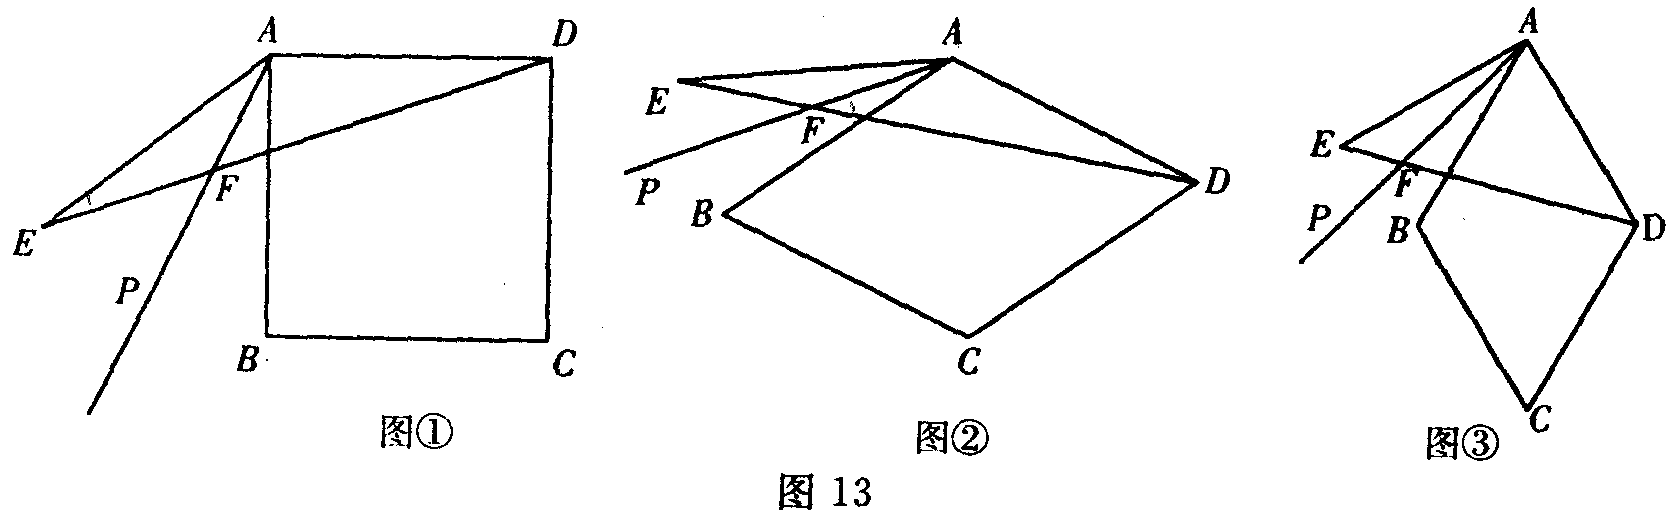 A D E F P B C
图①
A E F P B D C
图②
A E F P B D C
图③
图 13